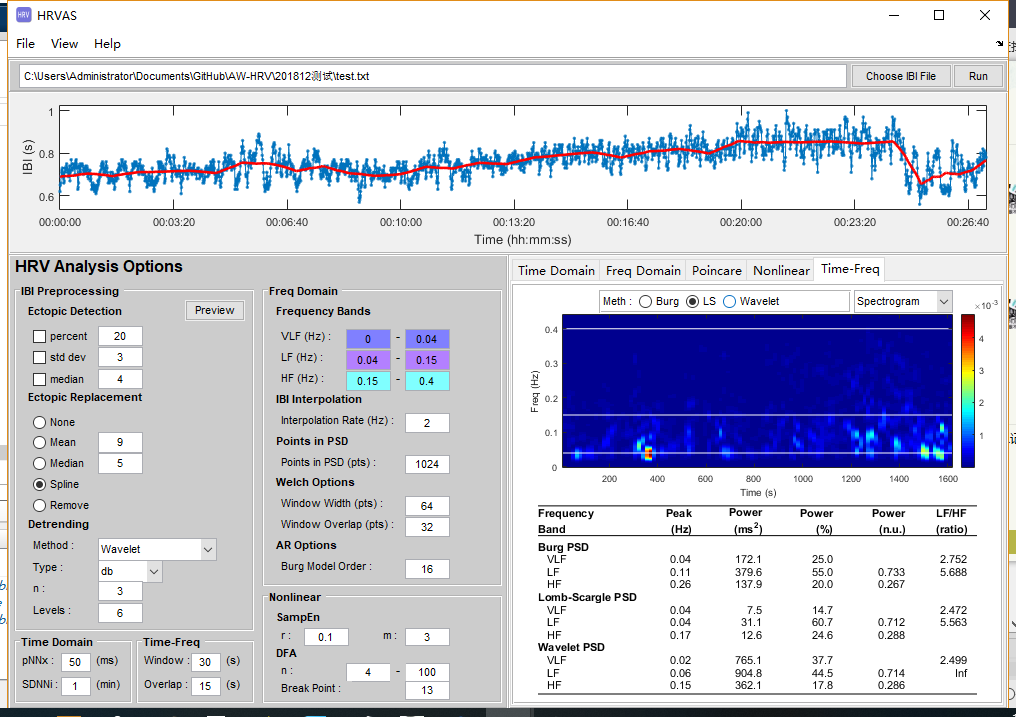 HRV HRVAS
File View Help
C:\Users\Administrator\Documents\GitHub\AW-HRV\201812测试\test.txt Choose IBI File Run
1
0.8
0.6
IBI (s)
00:00:00 00:03:20 00:06:40 00:10:00 00:13:20 00:16:40 00:20:00 00:23:20 00:26:40
Time (hh:mm:ss)
HRV Analysis Options
IBI Preprocessing
Ectopic Detection Preview
percent 20
std dev 3
median 4
Ectopic Replacement
None
Mean 9
Median 5
Spline
Remove
Detrending
Method : Wavelet
Type : db
n : 3
Levels : 6
Time Domain
pNNx : 50 (ms)
SDNNi : 1 (min)
Time-Freq
Window : 30 (s)
Overlap : 15 (s)
Freq Domain
Frequency Bands
VLF (Hz) : 0 - 0.04
LF (Hz) : 0.04 - 0.15
HF (Hz) : 0.15 - 0.4
IBI Interpolation
Interpolation Rate (Hz) : 2
Points in PSD
Points in PSD (pts) : 1024
Welch Options
Window Width (pts) : 64
Window Overlap (pts) : 32
AR Options
Burg Model Order : 16
Nonlinear
SampEn
r : 0.1 m : 3
DFA
n : 4 - 100
Break Point : 13
Time Domain Freq Domain Poincare Nonlinear Time-Freq
Meth : Burg LS Wavelet Spectrogram
×10⁻³
0.4
0.3
0.2
0.1
0
Freq (Hz)
4
3
2
1
200 400 600 800 1000 1200 1400 1600
Time (s)
Frequency Peak Power Power Power LF/HF
Band (Hz) (ms²) (%) (n.u.) (ratio)
Burg PSD
VLF 0.04 172.1 25.0 2.752
LF 0.11 379.6 55.0 0.733 5.688
HF 0.26 137.9 20.0 0.267
Lomb-Scargle PSD
VLF 0.04 7.5 14.7 2.472
LF 0.04 31.1 60.7 0.712 5.563
HF 0.17 12.6 24.6 0.288
Wavelet PSD
VLF 0.02 765.1 37.7 2.499
LF 0.06 904.8 44.5 0.714 Inf
HF 0.15 362.1 17.8 0.286